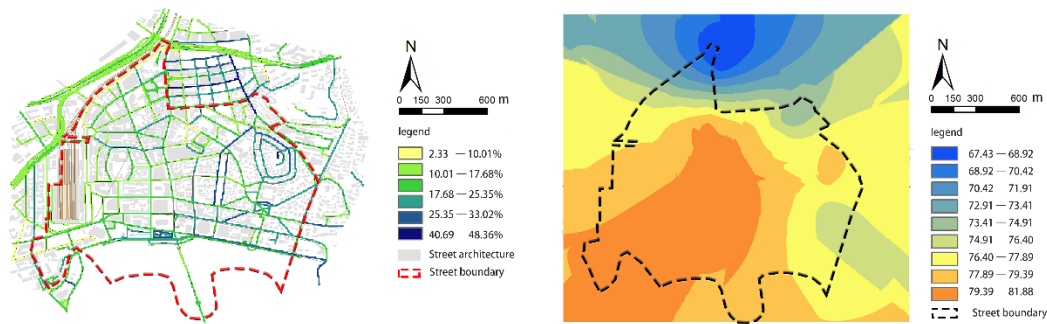 N
0 150 300 600 m
legend
2.33 — 10.01%
10.01 — 17.68%
17.68 — 25.35%
25.35 — 33.02%
40.69 48.36%
Street architecture
Street boundary
N
0 150 300 600 m
legend
67.43 — 68.92
68.92 — 70.42
70.42 — 71.91
72.91 — 73.41
73.41 — 74.91
74.91 — 76.40
76.40 — 77.89
77.89 — 79.39
79.39 81.88
Street boundary